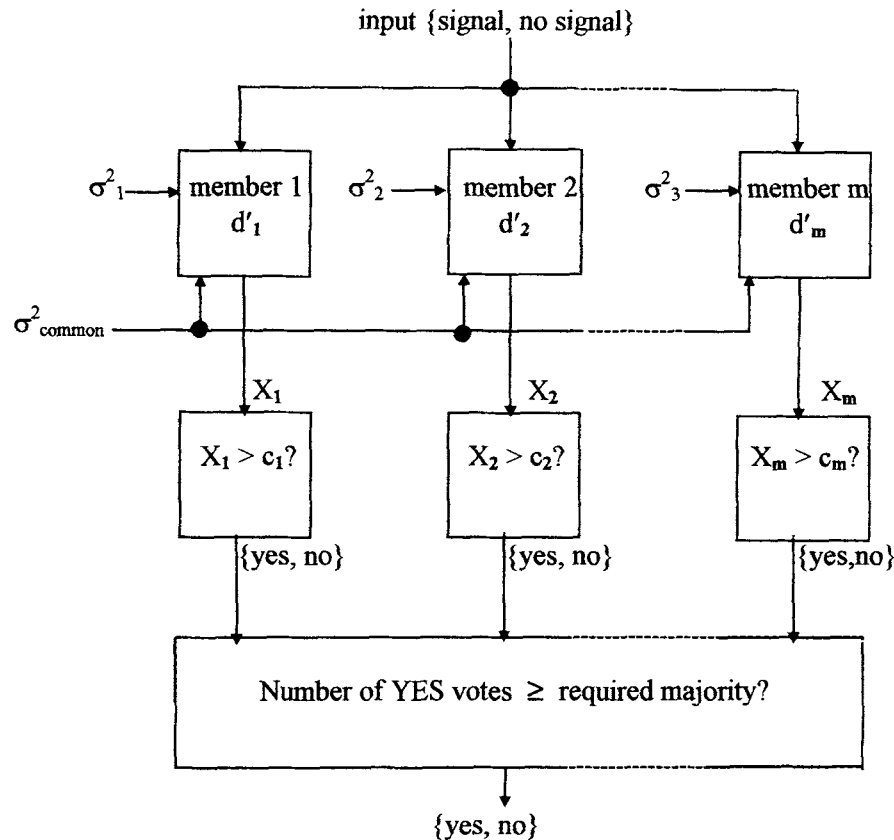 input {signal, no signal}
σ²₁ member 1 σ²₂ member 2 σ²₃ member m
d′₁ d′₂ d′ₘ
σ²common
X₁ X₂ Xₘ
X₁ > c₁? X₂ > c₂? Xₘ > cₘ?
{yes, no} {yes, no} {yes,no}
Number of YES votes ≥ required majority?
{yes, no}